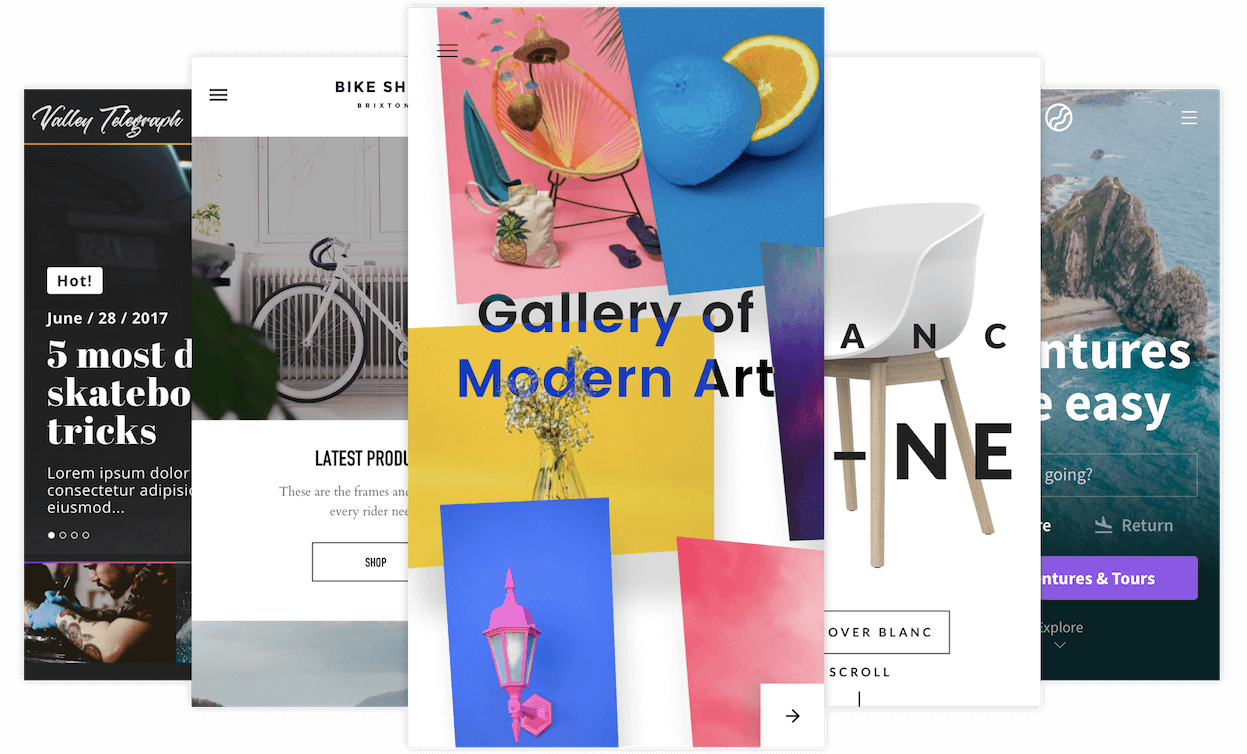 Valley Telegraph
Hot!
June / 28 / 2017
5 most d
skatebo
tricks
Lorem ipsum dolor
consectetur adipisi
eiusmod...
BIKE SH
BRIXTON
LATEST PRODU
These are the frames and
every rider nee
SHOP
Gallery of
Modern Art
A N C
–NE
OVER BLANC
SCROLL
ntures
e easy
going?
re
Return
entures & Tours
Explore